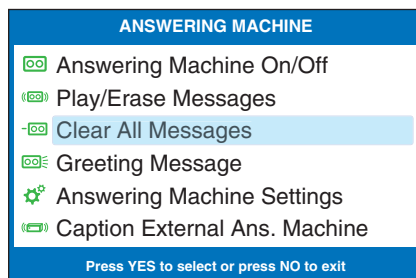 ANSWERING MACHINE
Answering Machine On/Off
Play/Erase Messages
Clear All Messages
Greeting Message
Answering Machine Settings
Caption External Ans. Machine
Press YES to select or press NO to exit